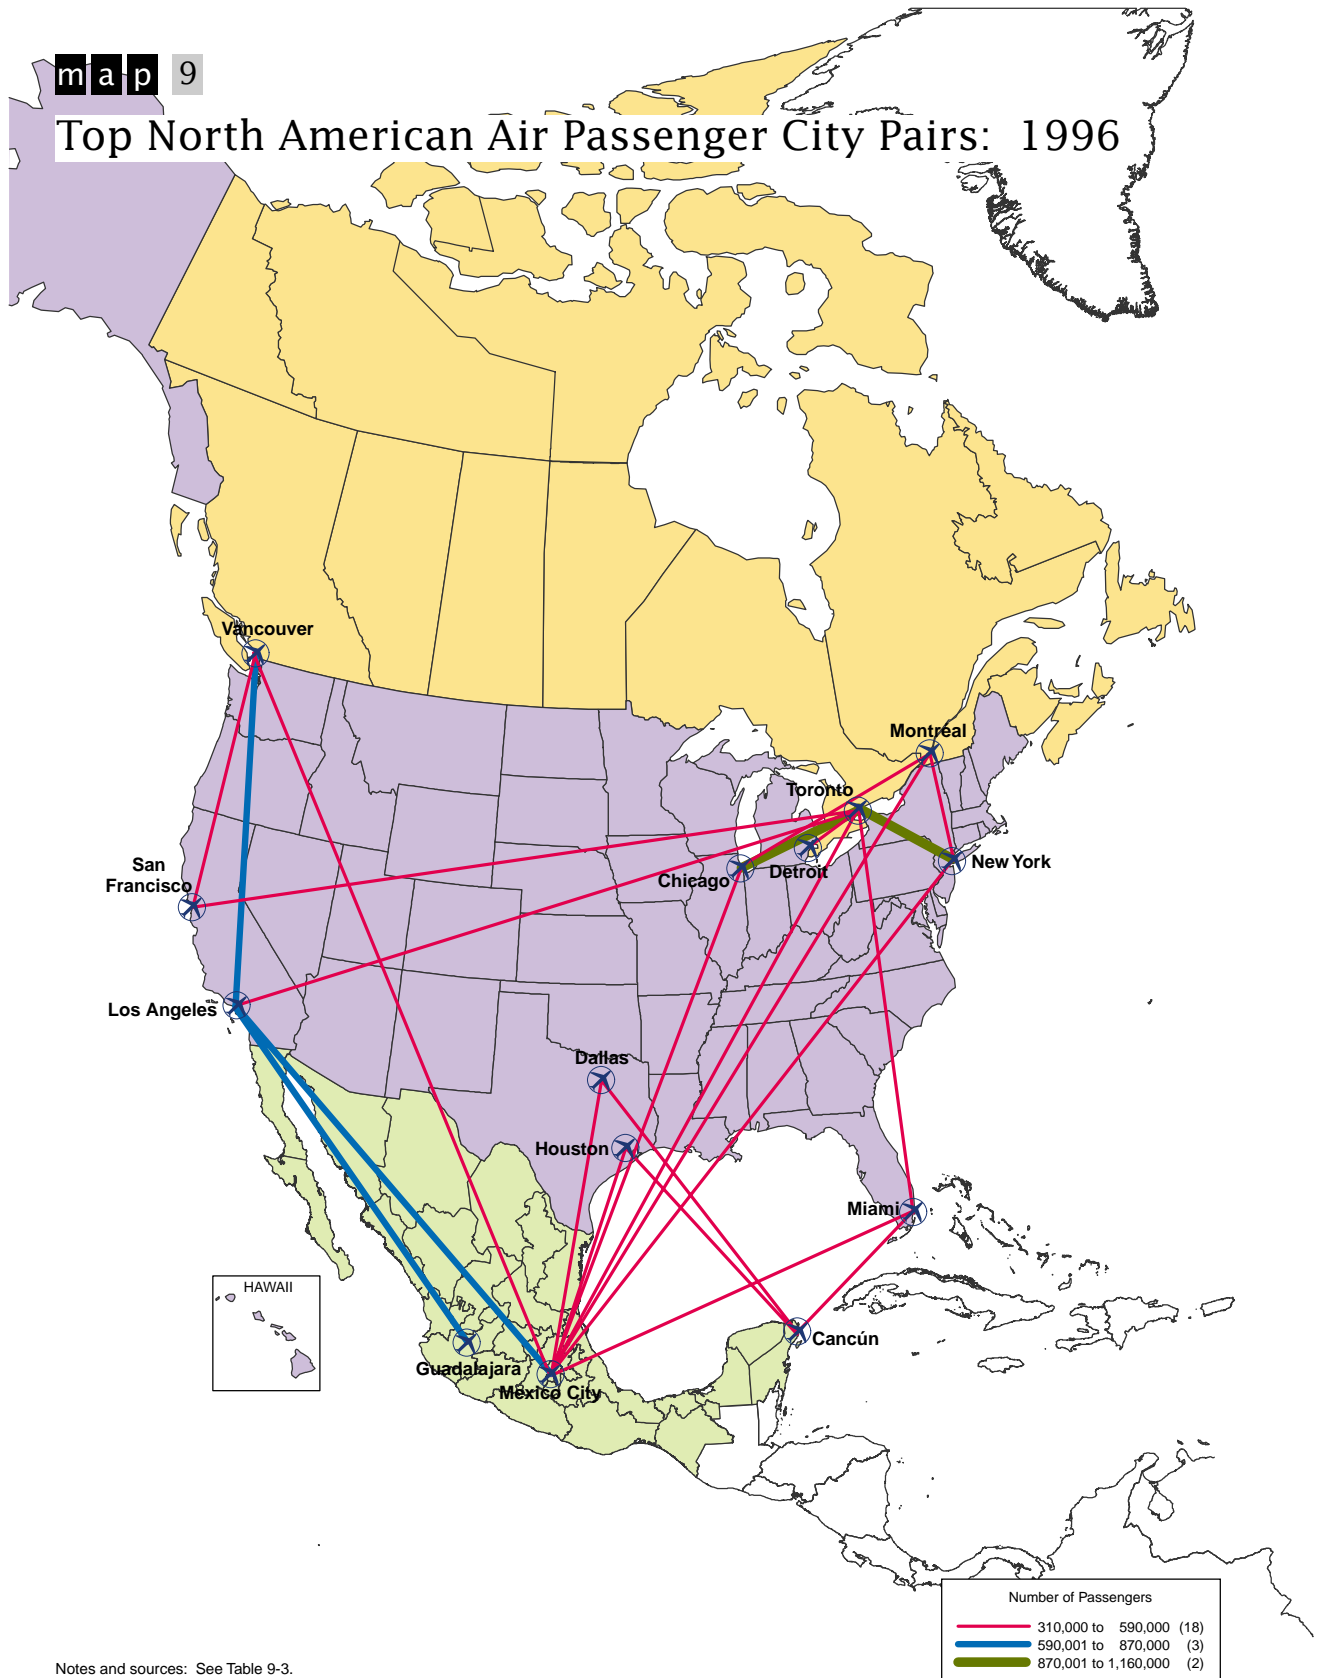 map 9
Top North American Air Passenger City Pairs: 1996
Vancouver
Montréal
Toronto
San
Francisco
New York
Chicago
Detroit
Los Angeles
Dallas
Houston
Miami
HAWAII
Cancún
Guadalajara
Mexico City
Number of Passengers
310,000 to 590,000 (18)
590,001 to 870,000 (3)
870,001 to 1,160,000 (2)
Notes and sources: See Table 9-3.